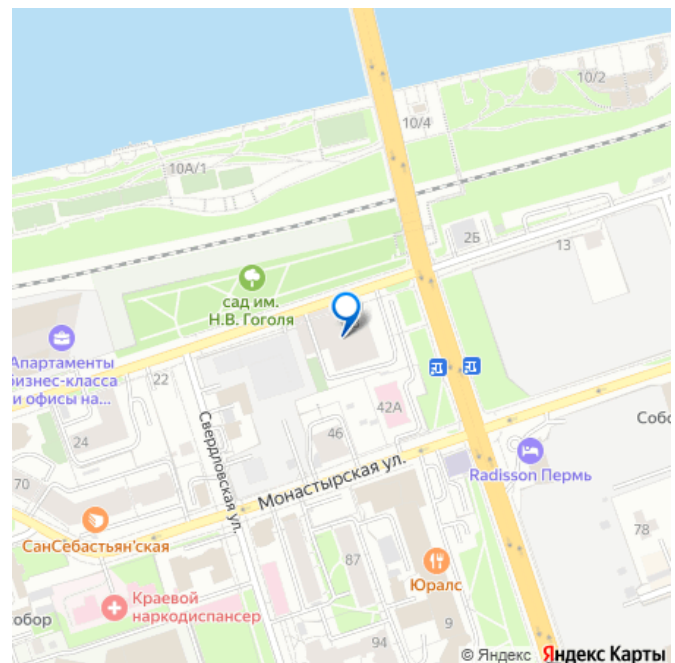 10/2
10/4
10А/1
2Б
13
сад им.
Н.В. Гоголя
Апартаменты
бизнес-класса
и офисы на...
22
24
42А
46
Свердловская ул.
Монастырская ул.
Собо
Radisson Пермь
70
СанСебастьян'ская
78
87
Юралс
Краевой
наркодиспансер
обор
9
94
© Яндекс Яндекс Карты